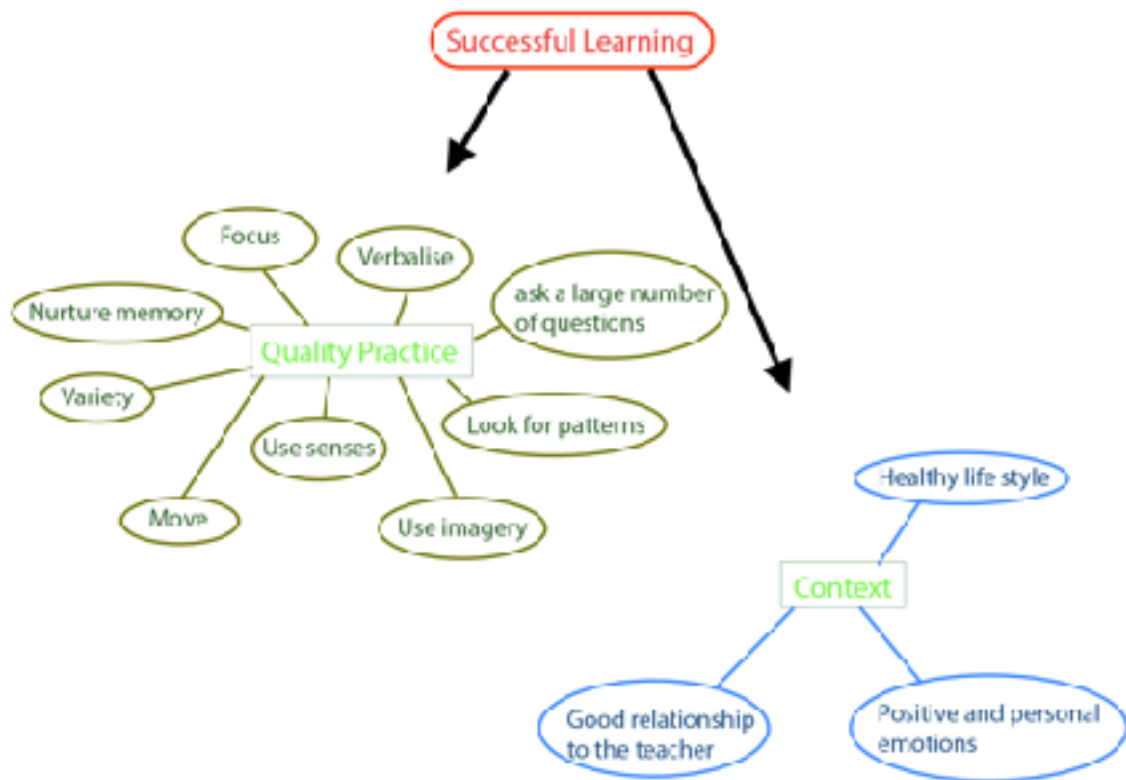 Successful Learning
Focus
Verbalise
Nurture memory
ask a large number
of questions
Quality Practice
Variety
Use senses
Look for patterns
Move
Use imagery
Healthy life style
Context
Good relationship
to the teacher
Positive and personal
emotions